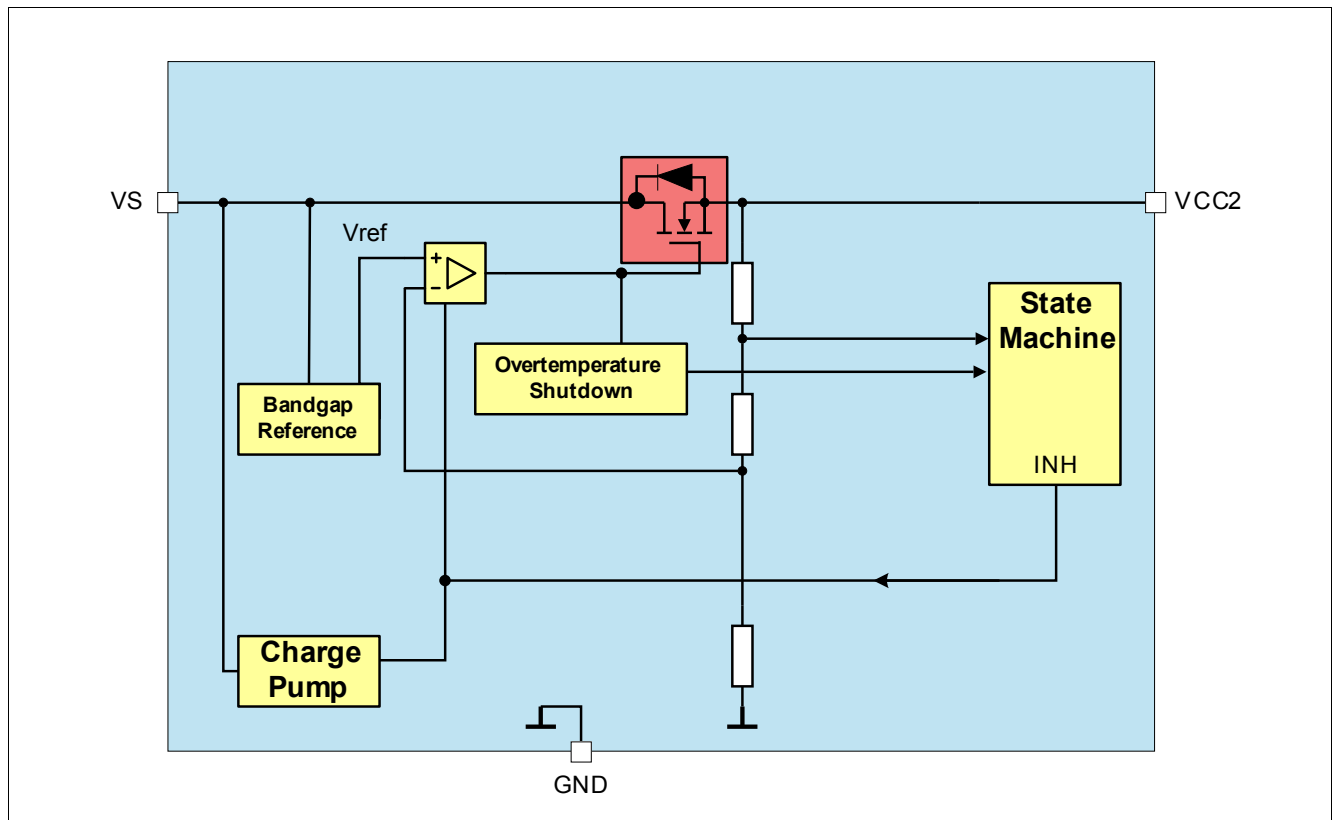 VS
VCC2
Vref
+
-
State
Machine
Overtemperature
Shutdown
Bandgap
Reference
INH
Charge
Pump
GND